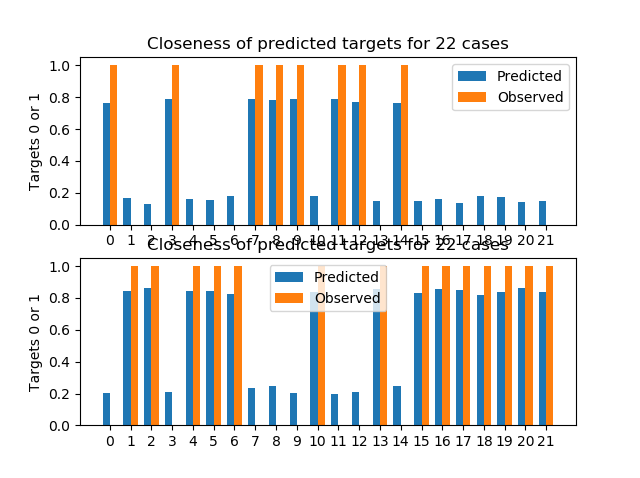 Closeness of predicted targets for 22 cases
Targets 0 or 1
1.0
0.8
0.6
0.4
0.2
0.0
Predicted
Observed
0 1 2 3 4 5 6 7 8 9 10 11 12 13 14 15 16 17 18 19 20 21
Closeness of predicted targets for 22 cases
Targets 0 or 1
1.0
0.8
0.6
0.4
0.2
0.0
Predicted
Observed
0 1 2 3 4 5 6 7 8 9 10 11 12 13 14 15 16 17 18 19 20 21